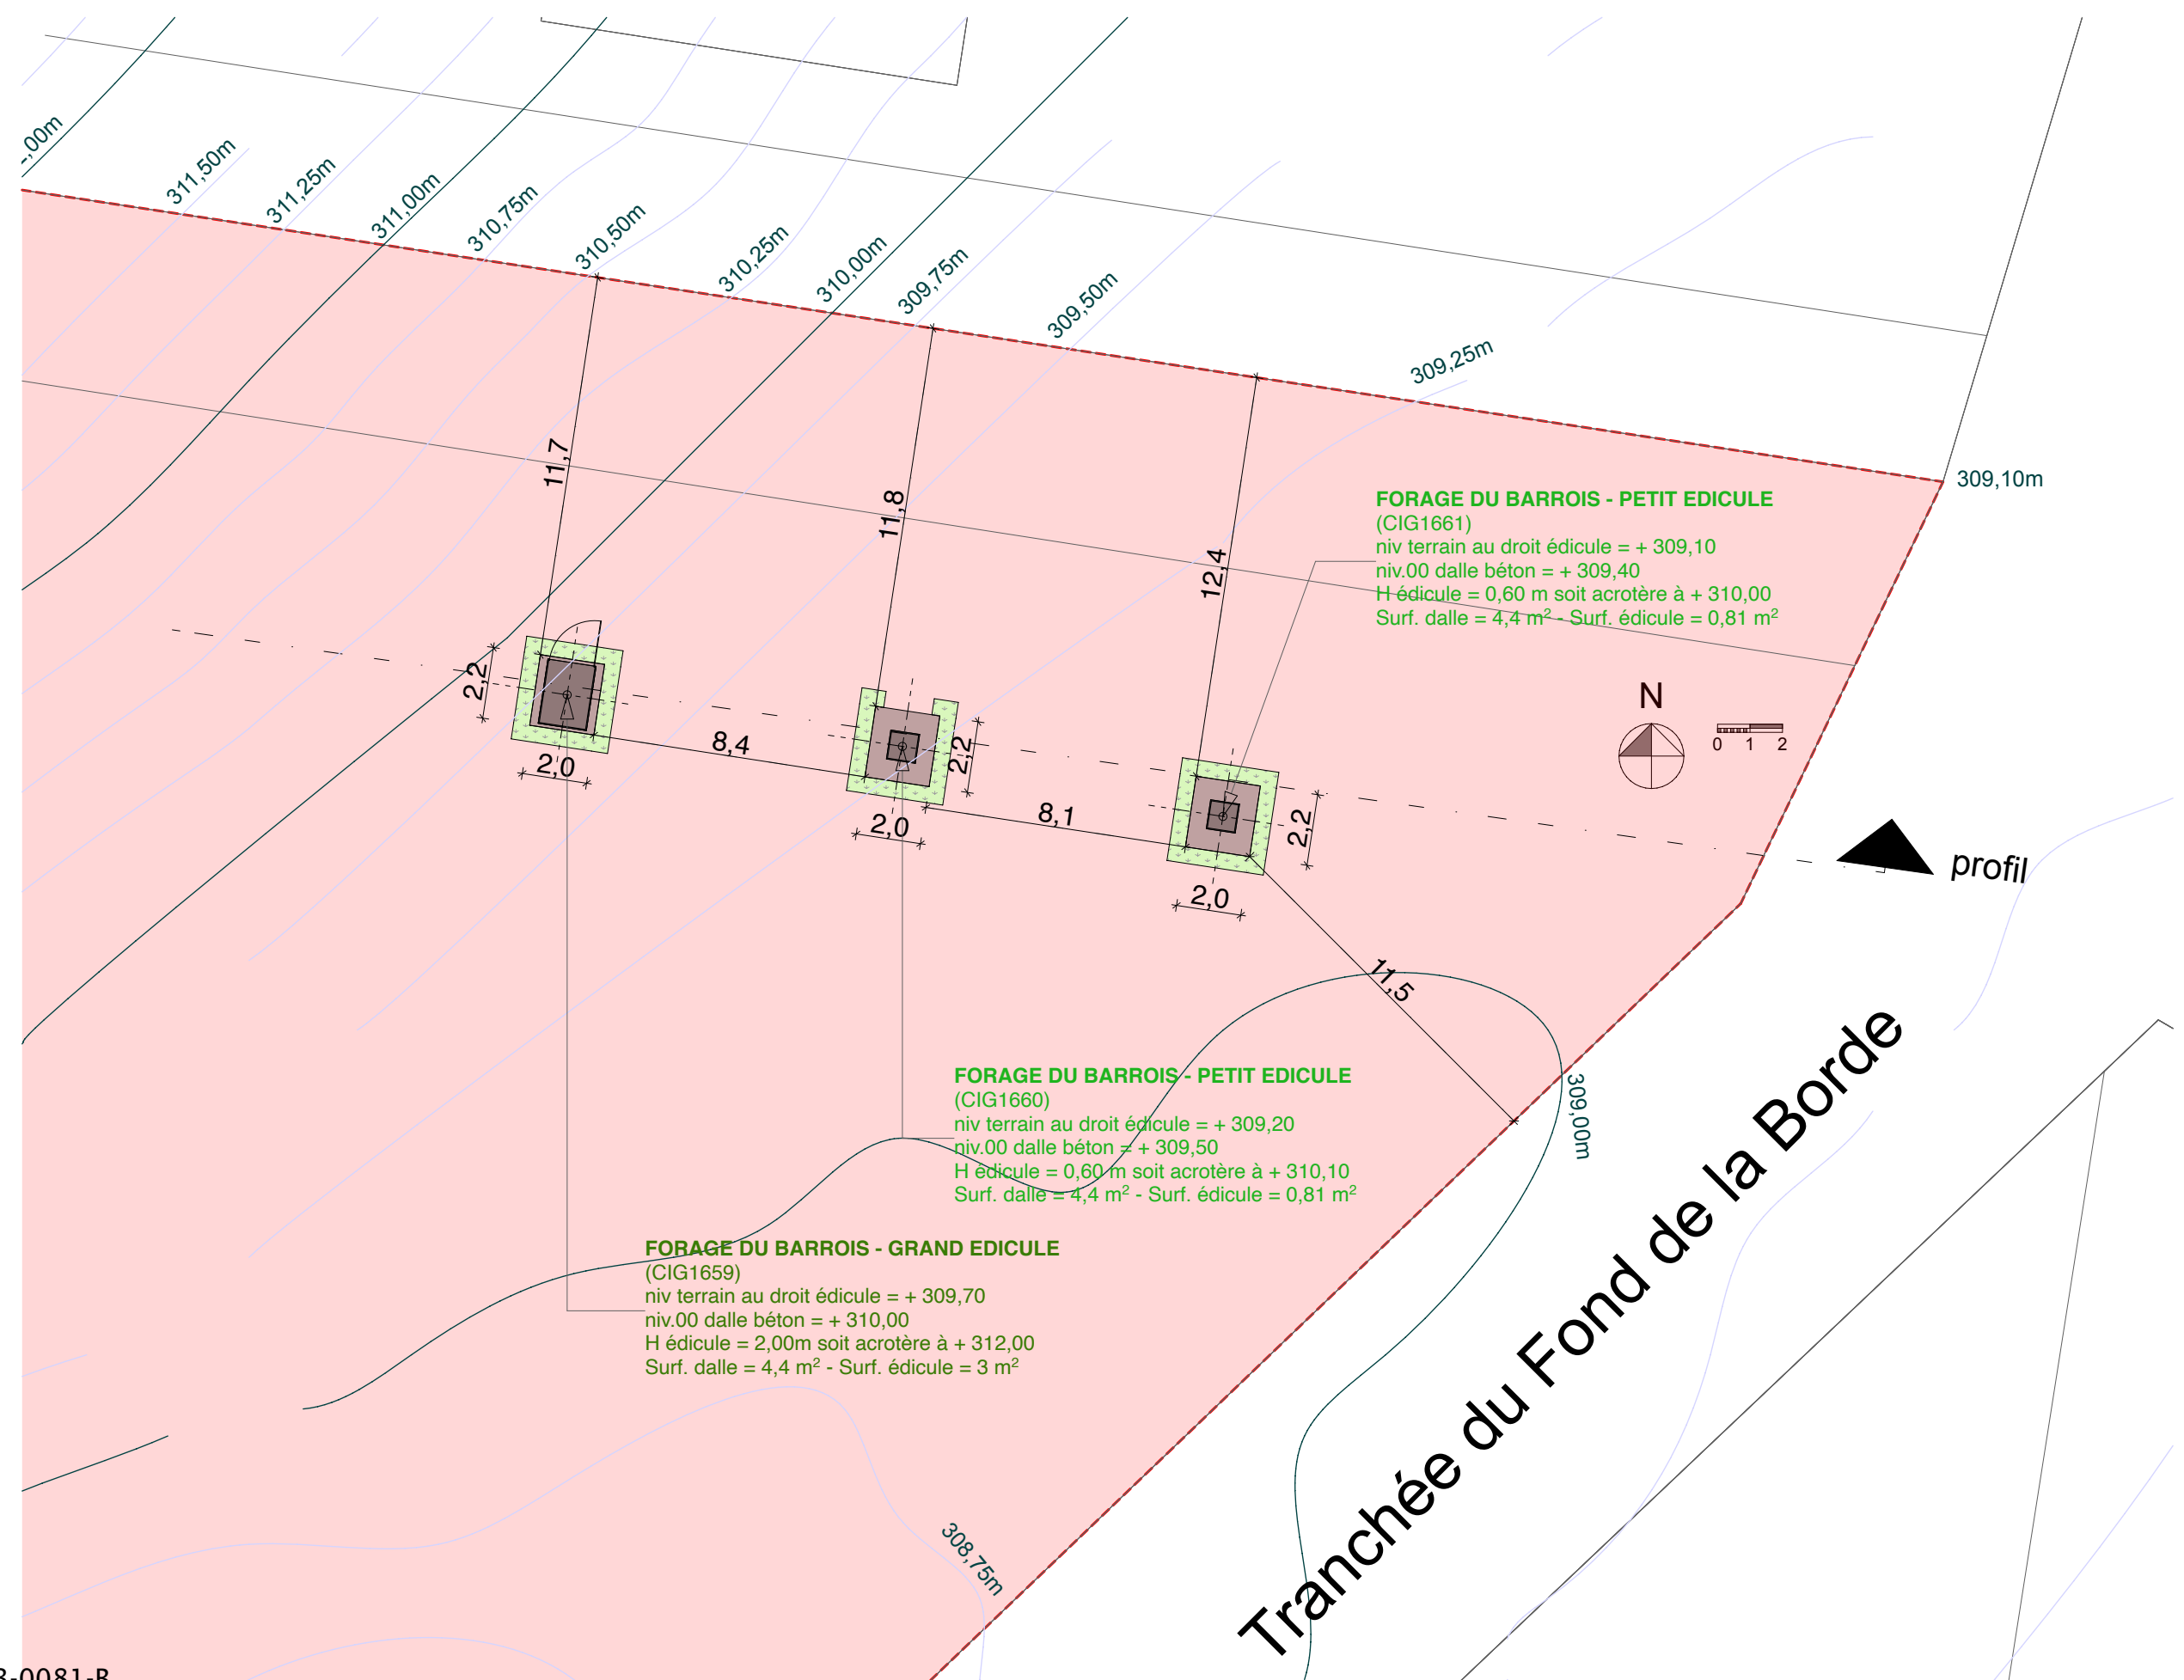 ,00m
311,50m
311,25m
311,00m
310,75m
310,50m
310,25m
310,00m
309,75m
309,50m
309,25m
309,10m
11,7
11,8
12,4
FORAGE DU BARROIS - PETIT EDICULE
(CIG1661)
niv terrain au droit édicule = + 309,10
niv.00 dalle béton = + 309,40
H édicule = 0,60 m soit acrotère à + 310,00
Surf. dalle = 4,4 m² - Surf. édicule = 0,81 m²
N
0 1 2
2,2
2,0
8,4
2,2
2,0
8,1
2,2
2,0
profil
11,5
309,00m
FORAGE DU BARROIS - PETIT EDICULE
(CIG1660)
niv terrain au droit édicule = + 309,20
niv.00 dalle béton = + 309,50
H édicule = 0,60 m soit acrotère à + 310,10
Surf. dalle = 4,4 m² - Surf. édicule = 0,81 m²
FORAGE DU BARROIS - GRAND EDICULE
(CIG1659)
niv terrain au droit édicule = + 309,70
niv.00 dalle béton = + 310,00
H édicule = 2,00m soit acrotère à + 312,00
Surf. dalle = 4,4 m² - Surf. édicule = 3 m²
Tranchée du Fond de la Borde
308,75m
-0081-R